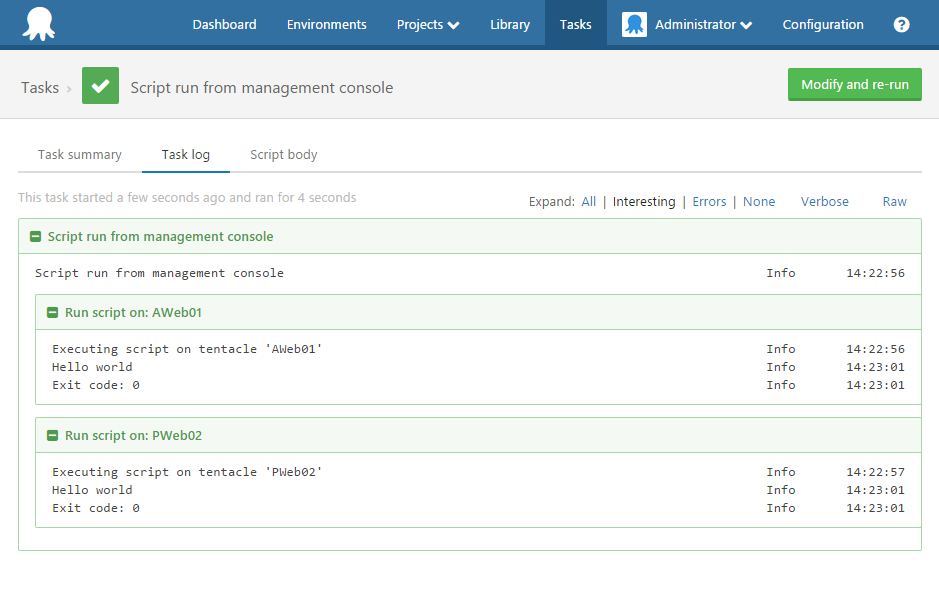 Dashboard Environments Projects Library Tasks Administrator Configuration ?
Tasks › Script run from management console Modify and re-run
Task summary Task log Script body
This task started a few seconds ago and ran for 4 seconds
Expand: All | Interesting | Errors | None Verbose Raw
Script run from management console
Script run from management console Info 14:22:56
Run script on: AWeb01
Executing script on tentacle 'AWeb01' Info 14:22:56
Hello world Info 14:23:01
Exit code: 0 Info 14:23:01
Run script on: PWeb02
Executing script on tentacle 'PWeb02' Info 14:22:57
Hello world Info 14:23:01
Exit code: 0 Info 14:23:01